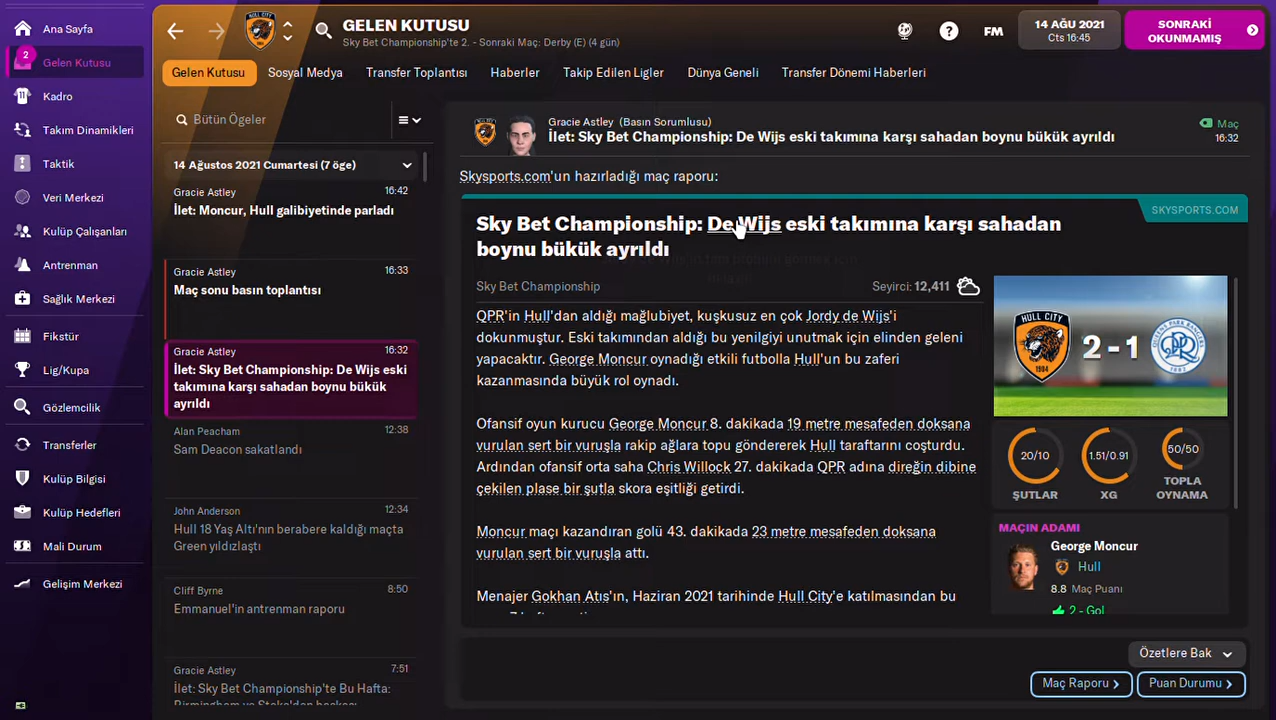 Ana Sayfa
2
Gelen Kutusu
Kadro
Takım Dinamikleri
Taktik
Veri Merkezi
Kulüp Çalışanları
Antrenman
Sağlık Merkezi
Fikstür
Lig/Kupa
Gözlemcilik
Transferler
Kulüp Bilgisi
Kulüp Hedefleri
Mali Durum
Gelişim Merkezi
GELEN KUTUSU
Sky Bet Championship'te 2. - Sonraki Maç: Derby (E) (4 gün)
?
FM
14 AĞU 2021
Cts 16:45
SONRAKİ
OKUNMAMIŞ
Gelen Kutusu Sosyal Medya Transfer Toplantısı Haberler Takip Edilen Ligler Dünya Geneli Transfer Dönemi Haberleri
Bütün Ögeler
14 Ağustos 2021 Cumartesi (7 öge)
Gracie Astley 16:42
İlet: Moncur, Hull galibiyetinde parladı
Gracie Astley 16:33
Maç sonu basın toplantısı
Gracie Astley 16:32
İlet: Sky Bet Championship: De Wijs eski
takımına karşı sahadan boynu bükük
ayrıldı
Alan Peacham 12:38
Sam Deacon sakatlandı
John Anderson 12:34
Hull 18 Yaş Altı'nın berabere kaldığı maçta
Green yıldızlaştı
Cliff Byrne 8:50
Emmanuel'in antrenman raporu
Gracie Astley 7:51
İlet: Sky Bet Championship'te Bu Hafta:
Gracie Astley (Basın Sorumlusu)
İlet: Sky Bet Championship: De Wijs eski takımına karşı sahadan boynu bükük ayrıldı
Maç
16:32
Skysports.com'un hazırladığı maç raporu:
SKYSPORTS.COM
Sky Bet Championship: De Wijs eski takımına karşı sahadan
boynu bükük ayrıldı
Sky Bet Championship Seyirci: 12,411
QPR'in Hull'dan aldığı mağlubiyet, kuşkusuz en çok Jordy de Wijs'i
dokunmuştur. Eski takımından aldığı bu yenilgiyi unutmak için elinden geleni
yapacaktır. George Moncur oynadığı etkili futbolla Hull'un bu zaferi
kazanmasında büyük rol oynadı.
Ofansif oyun kurucu George Moncur 8. dakikada 19 metre mesafeden doksana
vurulan sert bir vuruşla rakip ağlara topu göndererek Hull taraftarını coşturdu.
Ardından ofansif orta saha Chris Willock 27. dakikada QPR adına direğin dibine
çekilen plase bir şutla skora eşitliği getirdi.
Moncur maçı kazandıran golü 43. dakikada 23 metre mesafeden doksana
vurulan sert bir vuruşla attı.
Menajer Gokhan Atıs'ın, Haziran 2021 tarihinde Hull City'e katılmasından bu
HULL CITY
1904
2 - 1
20/10
ŞUTLAR
1.51/0.91
XG
50/50
TOPLA
OYNAMA
MAÇIN ADAMI
George Moncur
Hull
8.8 Maç Puanı
2 - Gol
Özetlere Bak
Maç Raporu
Puan Durumu